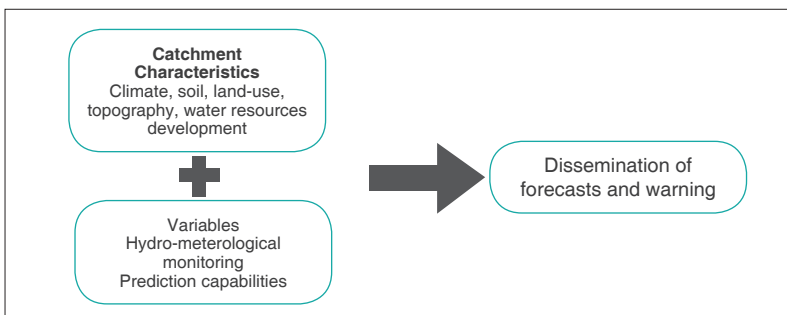 Catchment
Characteristics
Climate, soil, land-use,
topography, water resources
development
Variables
Hydro-meterological
monitoring
Prediction capabilities
Dissemination of
forecasts and warning